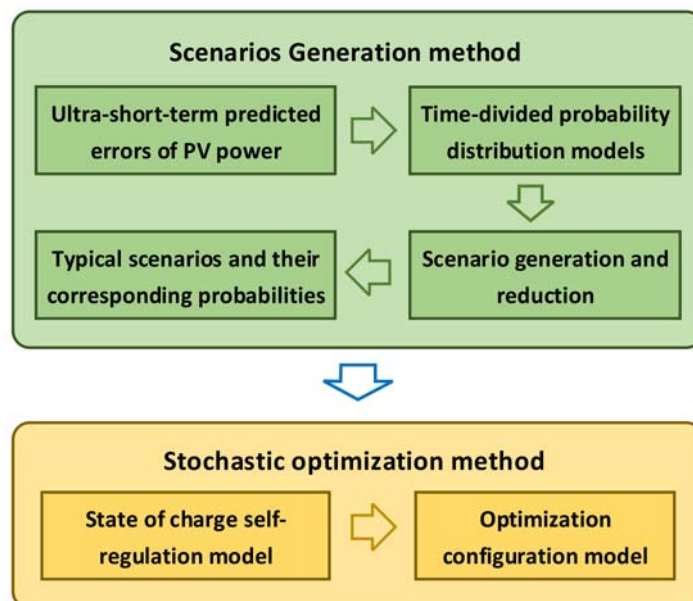 Scenarios Generation method
Ultra-short-term predicted
errors of PV power
Time-divided probability
distribution models
Typical scenarios and their
corresponding probabilities
Scenario generation and
reduction
Stochastic optimization method
State of charge self-
regulation model
Optimization
configuration model